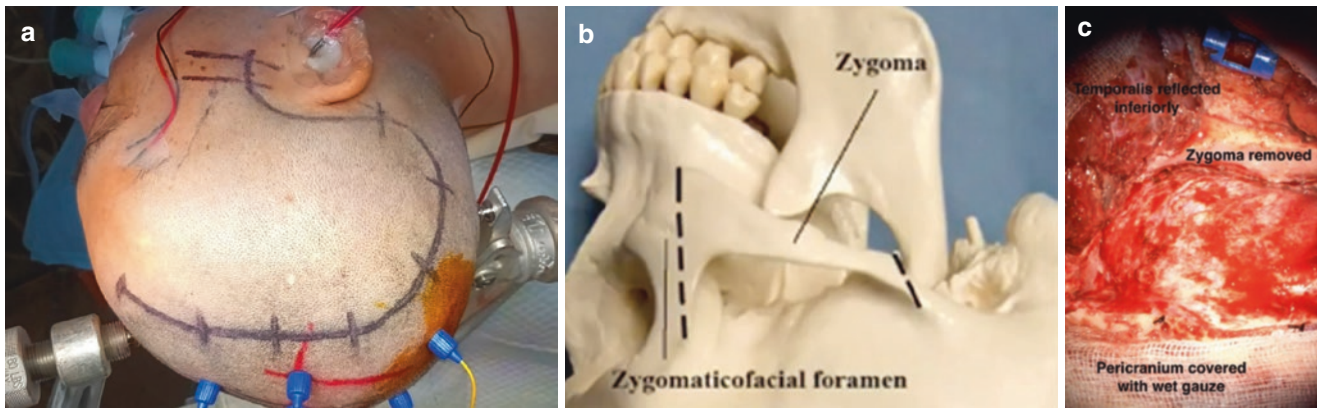 a
b
Zygoma
Zygomaticofacial foramen
c
Temporalis reflected
inferiorly
Zygoma removed
Pericranium covered
with wet gauze